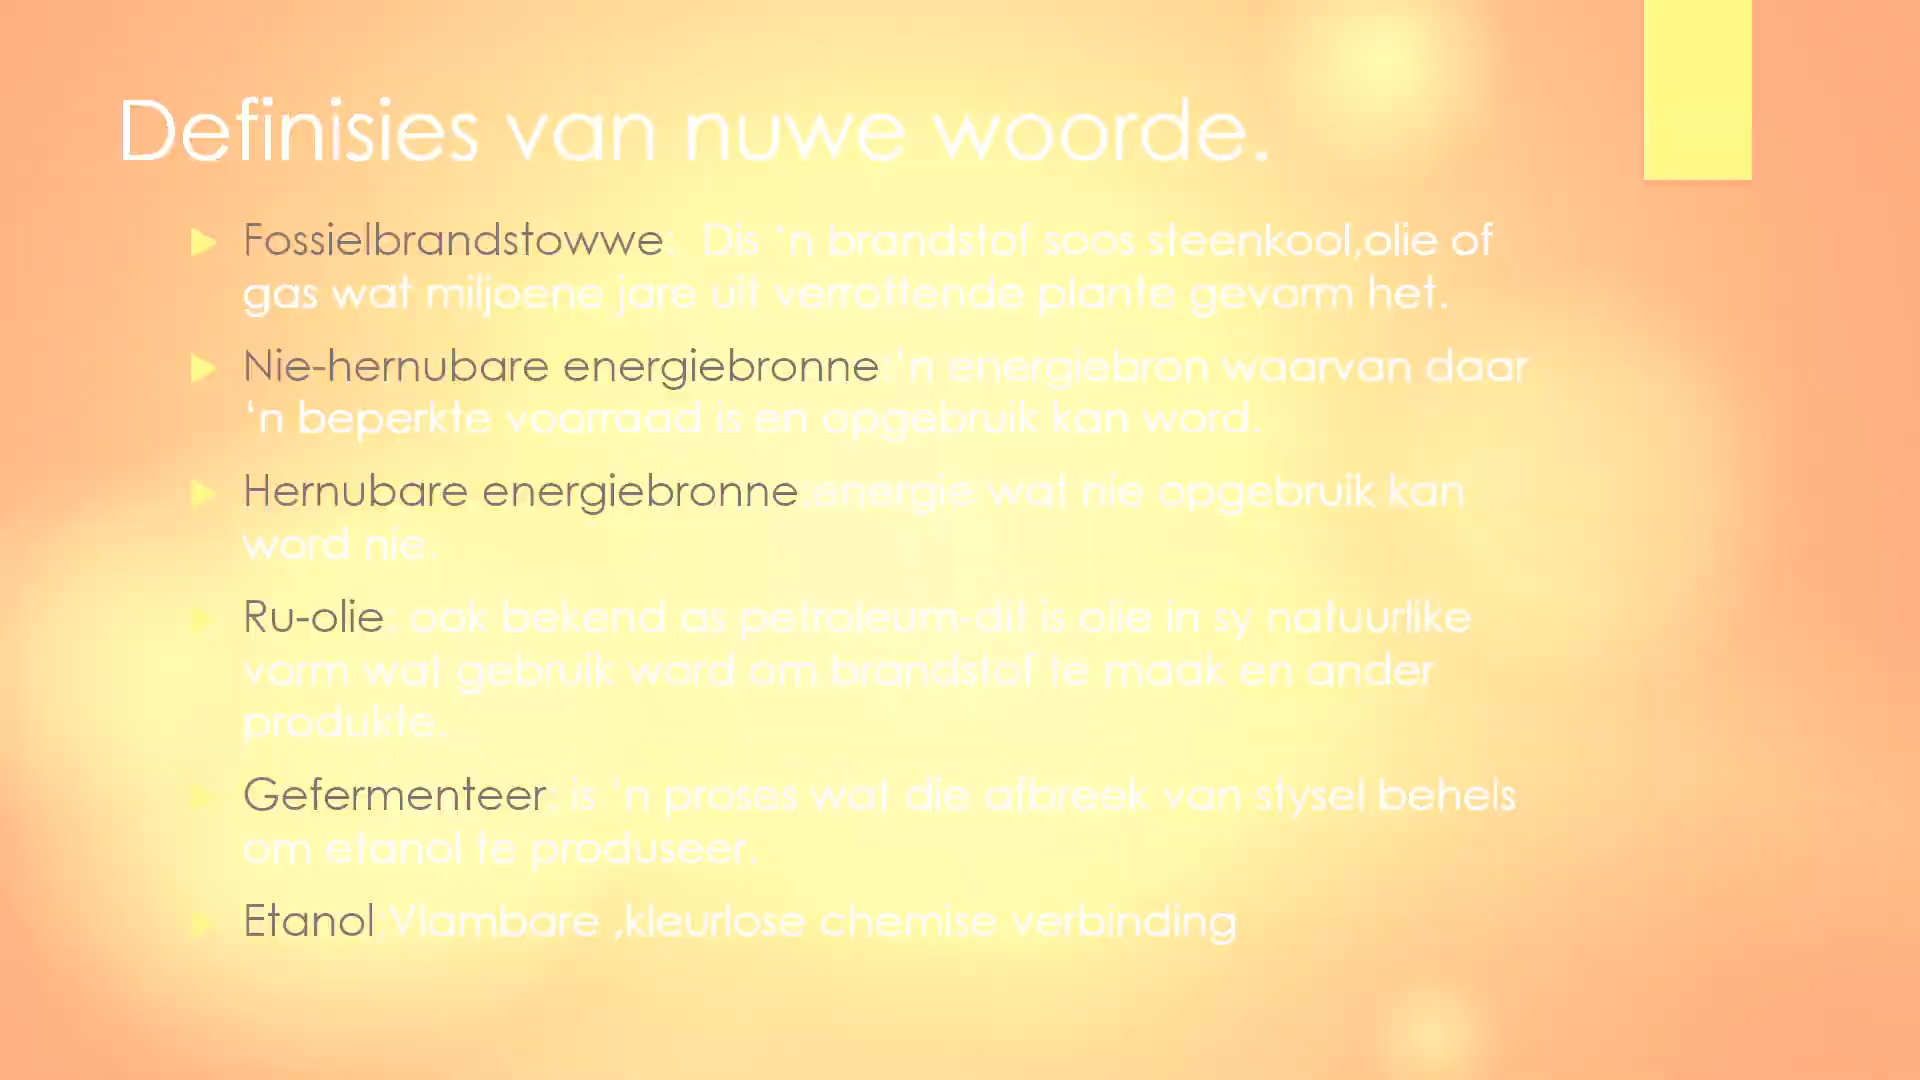 Definisies van nuwe woorde.
Fossielbrandstowwe: Dis ‘n brandstof soos steenkool,olie of
gas wat miljoene jare uit verrottende plante gevorm het.
Nie-hernubare energiebronne:‘n energiebron waarvan daar
‘n beperkte voorraad is en opgebruik kan word.
Hernubare energiebronne:energie wat nie opgebruik kan
word nie.
Ru-olie: ook bekend as petroleum-dit is olie in sy natuurlike
vorm wat gebruik word om brandstof te maak en ander
produkte.
Gefermenteer: is ‘n proses wat die afbreek van stysel behels
om etanol te produseer.
Etanol:Vlambare ,kleurlose chemise verbinding